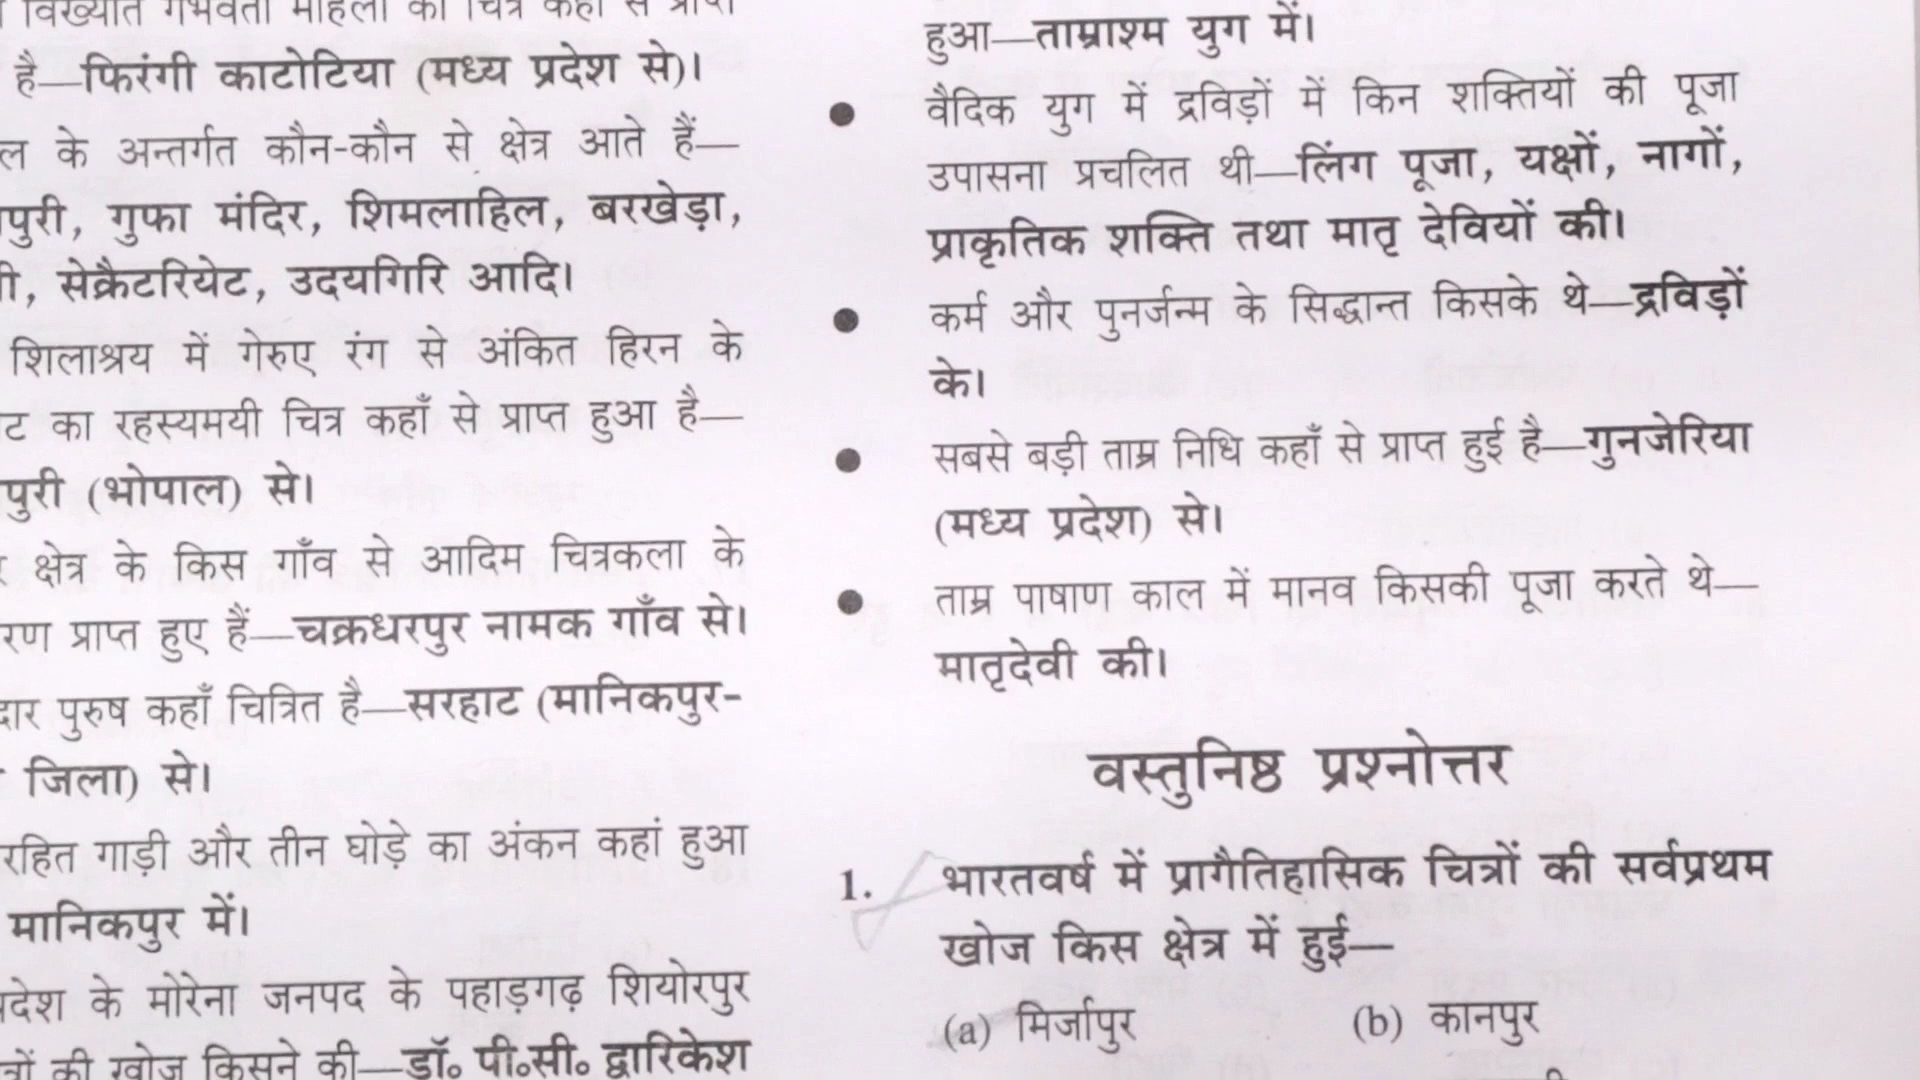 है—फिरंगी काटोटिया (मध्य प्रदेश से)।
ल के अन्तर्गत कौन-कौन से क्षेत्र आते हैं—
पुरी, गुफा मंदिर, शिमलाहिल, बरखेड़ा,
सेक्रैटरियेट, उदयगिरि आदि।
शिलाश्रय में गेरुए रंग से अंकित हिरन के
ट का रहस्यमयी चित्र कहाँ से प्राप्त हुआ है—
पुरी (भोपाल) से।
क्षेत्र के किस गाँव से आदिम चित्रकला के
रण प्राप्त हुए हैं—चक्रधरपुर नामक गाँव से।
दार पुरुष कहाँ चित्रित है—सरहाट (मानिकपुर-
जिला) से।
रहित गाड़ी और तीन घोड़े का अंकन कहां हुआ
मानिकपुर में।
देश के मोरेना जनपद के पहाड़गढ़ शियोरपुर
त्रों की खोज किसने की—डॉ॰ पी॰सी॰ द्वारिकेश
हुआ—ताम्राश्म युग में।
● वैदिक युग में द्रविड़ों में किन शक्तियों की पूजा
उपासना प्रचलित थी—लिंग पूजा, यक्षों, नागों,
प्राकृतिक शक्ति तथा मातृ देवियों की।
● कर्म और पुनर्जन्म के सिद्धान्त किसके थे—द्रविड़ों
के।
● सबसे बड़ी ताम्र निधि कहाँ से प्राप्त हुई है—गुनजेरिया
(मध्य प्रदेश) से।
● ताम्र पाषाण काल में मानव किसकी पूजा करते थे—
मातृदेवी की।
वस्तुनिष्ठ प्रश्नोत्तर
1. भारतवर्ष में प्रागैतिहासिक चित्रों की सर्वप्रथम
खोज किस क्षेत्र में हुई—
(a) मिर्जापुर (b) कानपुर